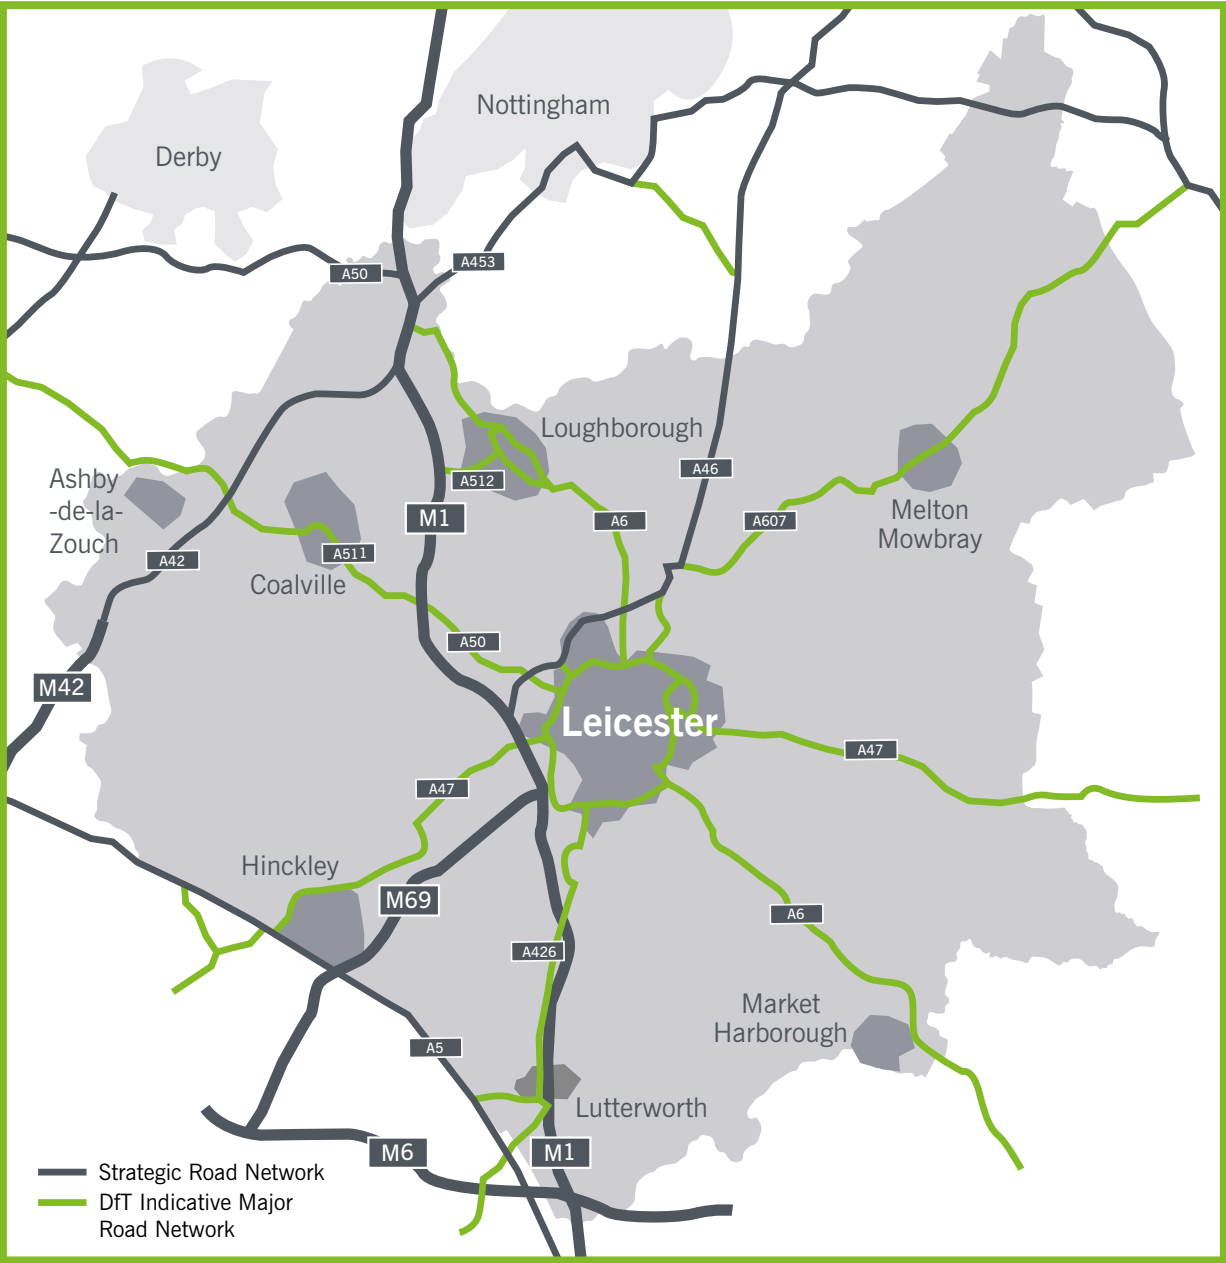 Nottingham
Derby
A453
A50
Loughborough
A46
Ashby
-de-la-
Zouch
A512
M1
A6
A607
Melton
Mowbray
A42
A511
Coalville
A50
M42
Leicester
A47
A47
Hinckley
M69
A6
A426
Market
Harborough
A5
Lutterworth
M6
M1
Strategic Road Network
DfT Indicative Major
Road Network